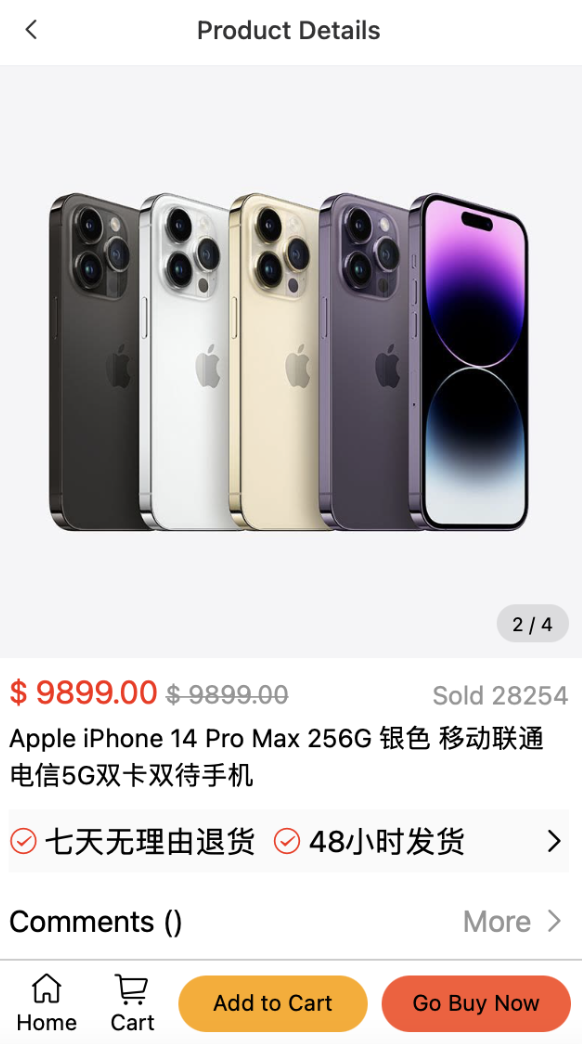 Product Details
2 / 4
$ 9899.00 $ 9899.00 Sold 28254
Apple iPhone 14 Pro Max 256G 银色 移动联通
电信5G双卡双待手机
七天无理由退货 48小时发货
Comments () More
Home Cart Add to Cart Go Buy Now